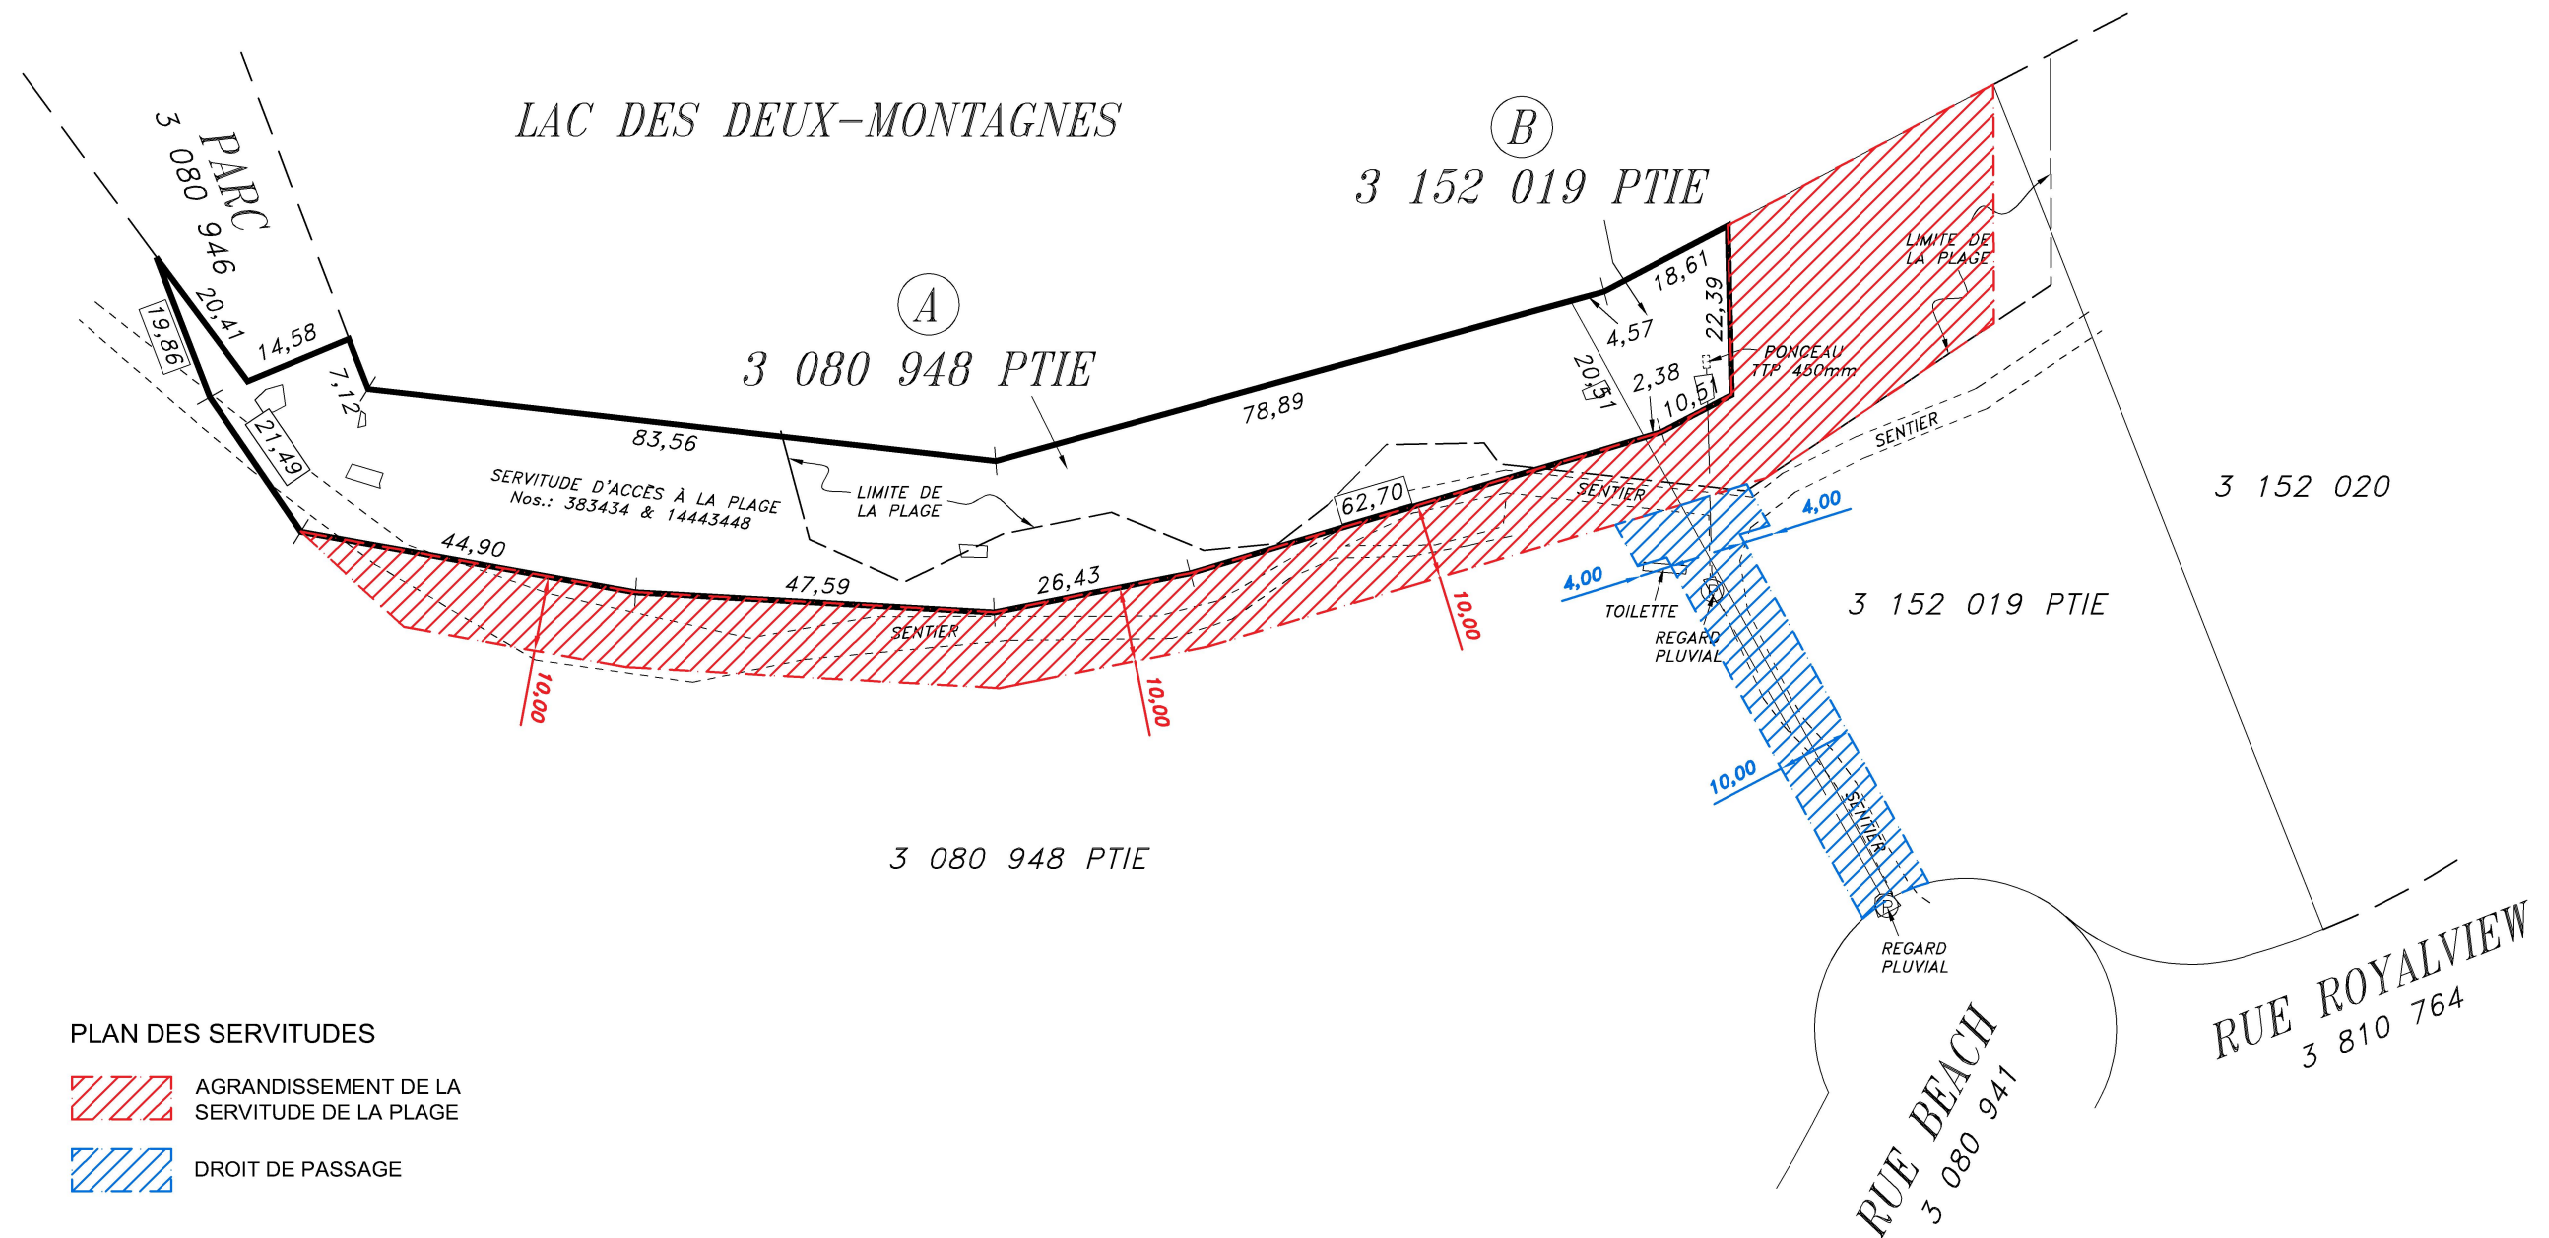 LAC DES DEUX-MONTAGNES
PARC
3 080 946
B
3 152 019 PTIE
A
3 080 948 PTIE
19,86
20,41
14,58
7,12
21,49
83,56
78,89
4,57
18,61
22,39
20,51
2,38
10,51
PONCEAU
TTP 450mm
LIMITE DE
LA PLAGE
SERVITUDE D'ACCÈS À LA PLAGE
Nos.: 383434 & 14443448
LIMITE DE
LA PLAGE
44,90
47,59
26,43
62,70
SENTIER
SENTIER
SENTIER
10,00
10,00
10,00
4,00
4,00
TOILETTE
REGARD
PLUVIAL
10,00
SENTIER
REGARD
PLUVIAL
3 152 020
3 152 019 PTIE
3 080 948 PTIE
RUE ROYALVIEW
3 810 764
RUE BEACH
3 080 941
PLAN DES SERVITUDES
AGRANDISSEMENT DE LA
SERVITUDE DE LA PLAGE
DROIT DE PASSAGE